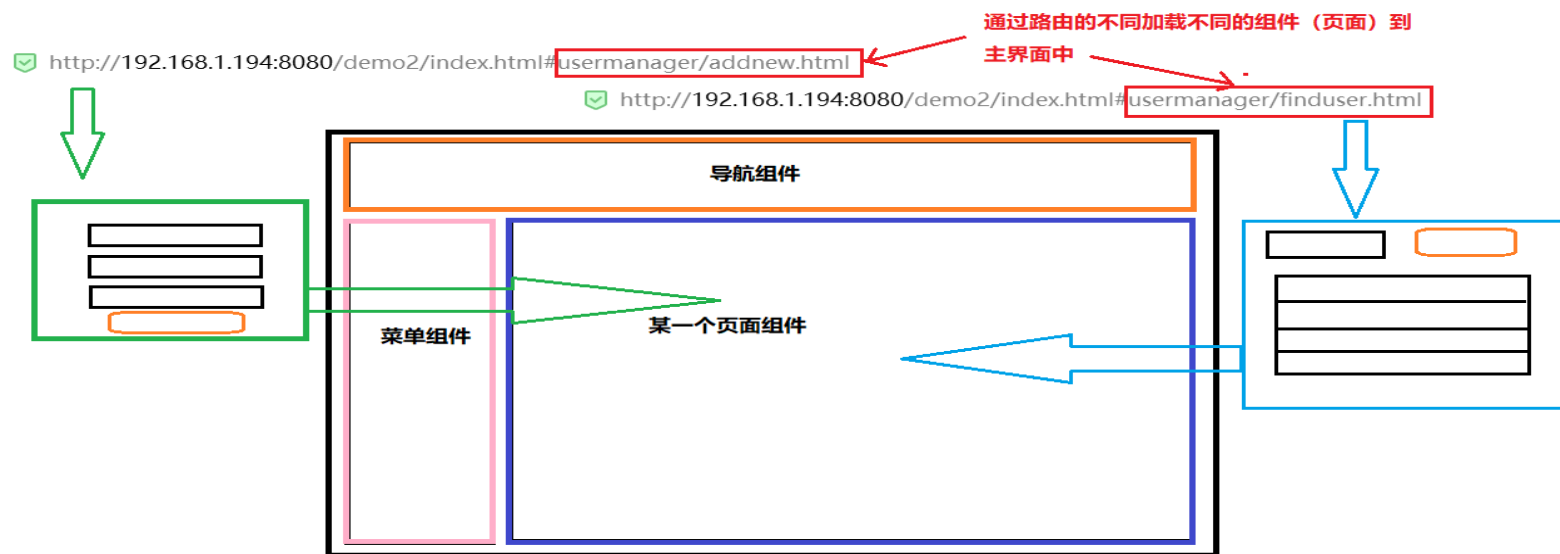 通过路由的不同加载不同的组件（页面）到
主界面中
http://192.168.1.194:8080/demo2/index.html#usermanager/addnew.html
http://192.168.1.194:8080/demo2/index.html#usermanager/finduser.html
导航组件
菜单组件
某一个页面组件